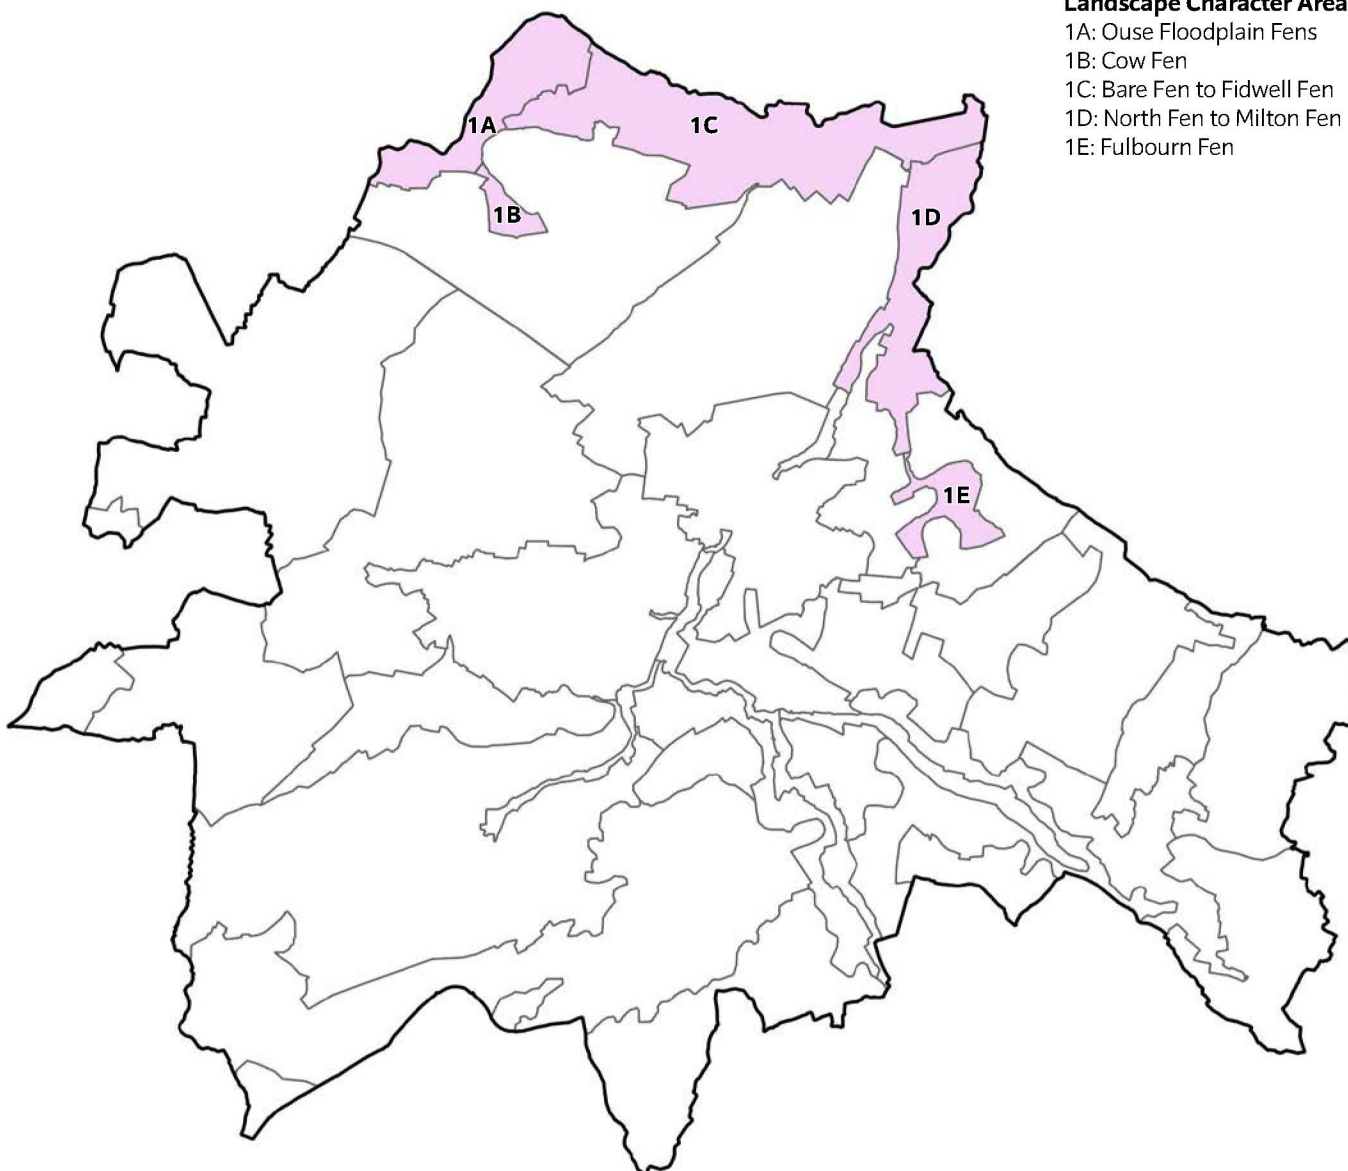 Landscape Character Area
1A: Ouse Floodplain Fens
1B: Cow Fen
1C: Bare Fen to Fidwell Fen
1D: North Fen to Milton Fen
1E: Fulbourn Fen
1A
1C
1B
1D
1E